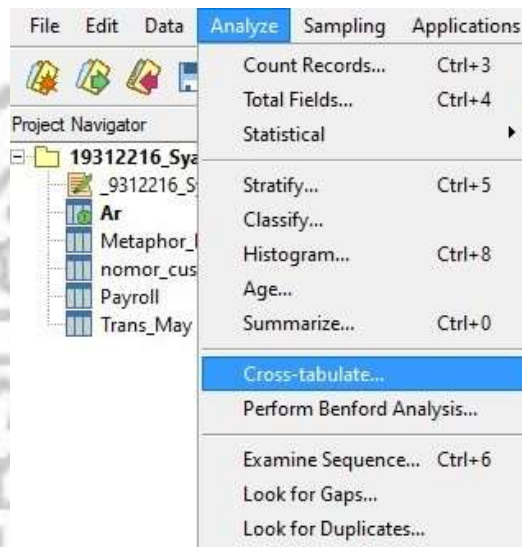 File Edit Data Analyze Sampling Applications
Project Navigator
19312216_Sya
_9312216_S
Ar
Metaphor_
nomor_cus
Payroll
Trans_May
Count Records... Ctrl+3
Total Fields... Ctrl+4
Statistical
Stratify... Ctrl+5
Classify...
Histogram... Ctrl+8
Age...
Summarize... Ctrl+0
Cross-tabulate...
Perform Benford Analysis...
Examine Sequence... Ctrl+6
Look for Gaps...
Look for Duplicates...